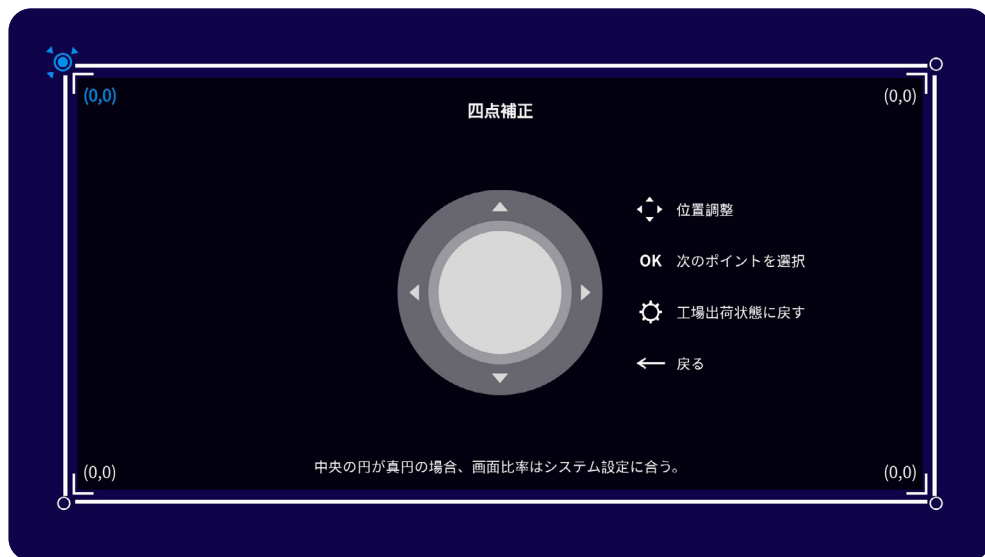 (0,0)
(0,0)
四点補正
位置調整
OK 次のポイントを選択
工場出荷状態に戻す
戻る
(0,0)
中央の円が真円の場合、画面比率はシステム設定に合う。
(0,0)